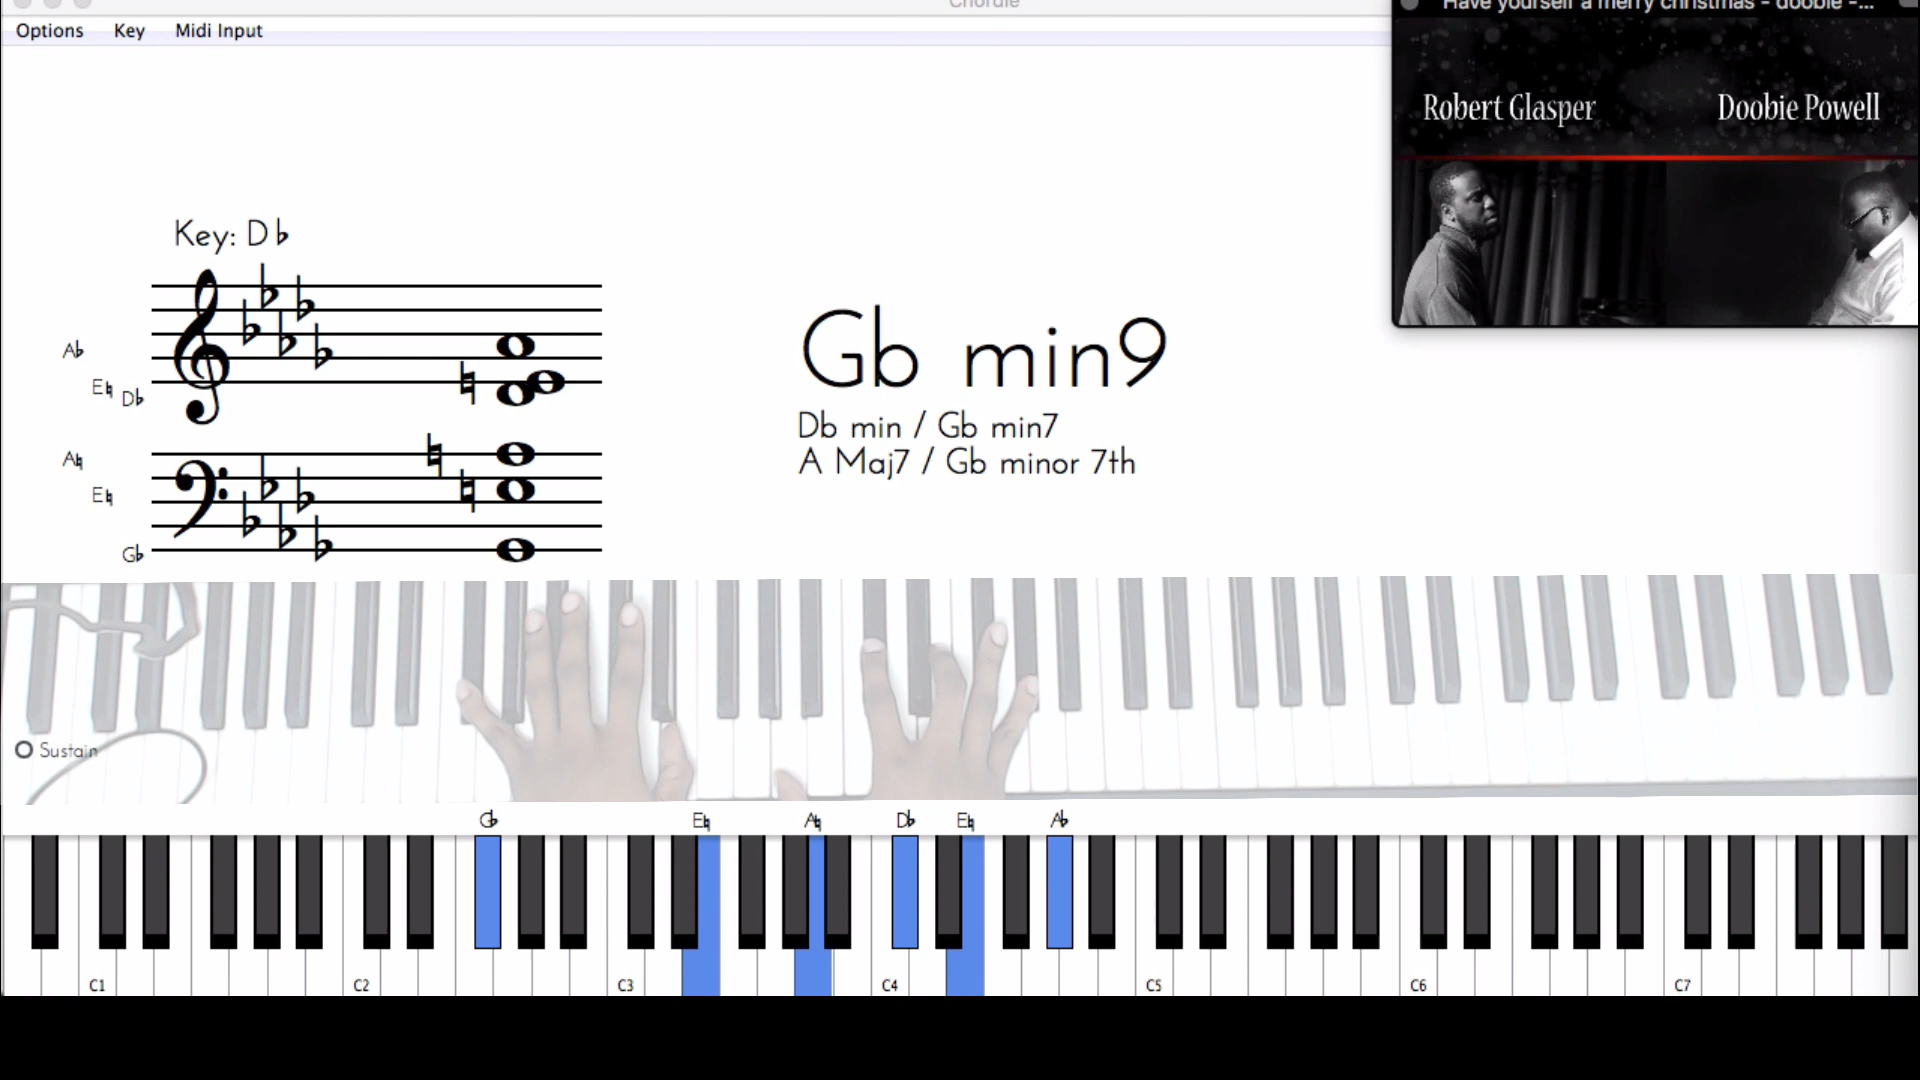 Chordie
Have yourself a merry christmas - doobie -...
Options Key Midi Input
Robert Glasper Doobie Powell
Key: D♭
A♭
E♮ D♭
A♮
E♮
G♭
Gb min9
Db min / Gb min7
A Maj7 / Gb minor 7th
Sustain
G♭ E♮ A♮ D♭ E♮ A♭
C1 C2 C3 C4 C5 C6 C7